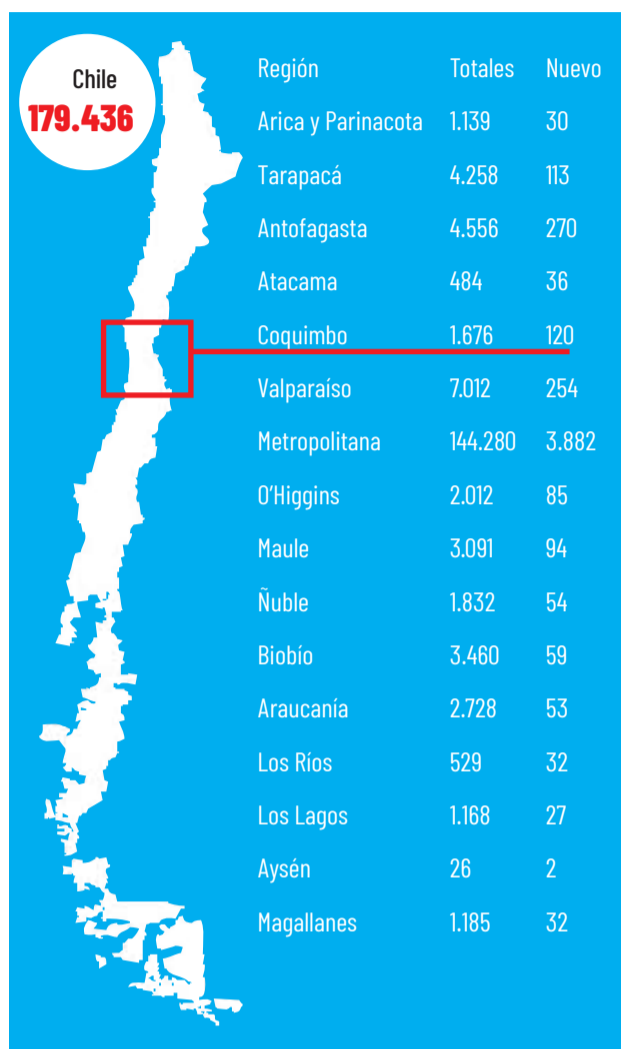 Chile
179.436
Región Totales Nuevo
Arica y Parinacota 1.139 30
Tarapacá 4.258 113
Antofagasta 4.556 270
Atacama 484 36
Coquimbo 1.676 120
Valparaíso 7.012 254
Metropolitana 144.280 3.882
O'Higgins 2.012 85
Maule 3.091 94
Ñuble 1.832 54
Biobío 3.460 59
Araucanía 2.728 53
Los Ríos 529 32
Los Lagos 1.168 27
Aysén 26 2
Magallanes 1.185 32